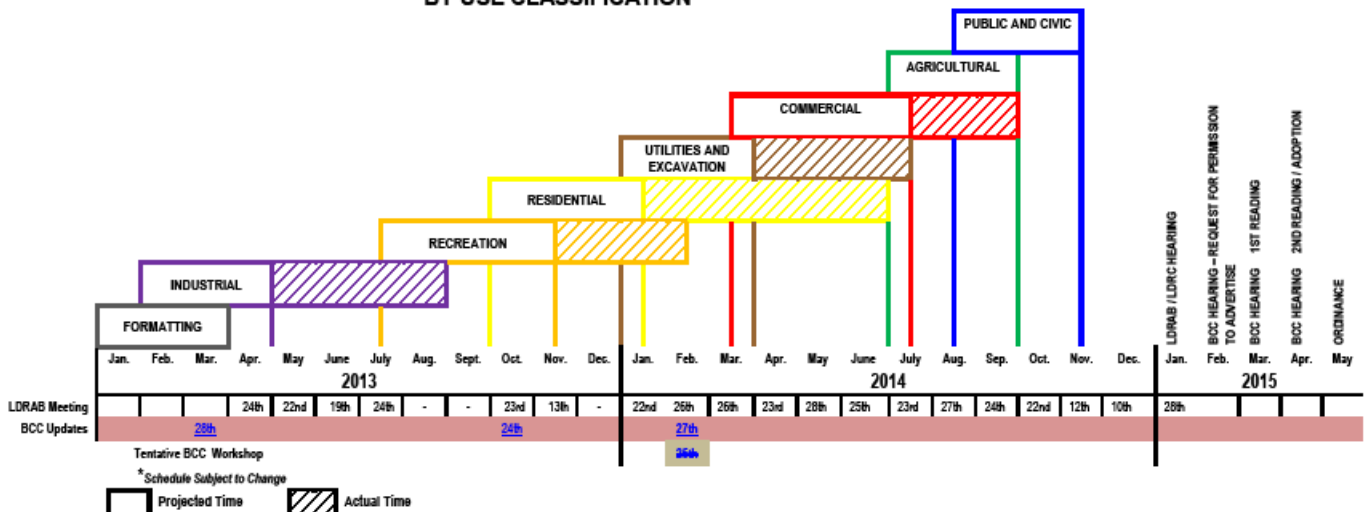 BY USE CLASSIFICATION
PUBLIC AND CIVIC
AGRICULTURAL
COMMERCIAL
UTILITIES AND
EXCAVATION
RESIDENTIAL
RECREATION
INDUSTRIAL
FORMATTING
LDRAB / LDRC HEARING
BCC HEARING – REQUEST FOR PERMISSION
TO ADVERTISE
BCC HEARING 1ST READING
BCC HEARING 2ND READING / ADOPTION
ORDINANCE
Jan. Feb. Mar. Apr. May June July Aug. Sept. Oct. Nov. Dec. Jan. Feb. Mar. Apr. May June July Aug. Sep. Oct. Nov. Dec. Jan. Feb. Mar. Apr. May
2013 2014 2015
LDRAB Meeting 24th 22nd 19th 24th - - 23rd 13th - 22nd 26th 26th 23rd 28th 25th 23rd 27th 24th 22nd 12th 10th 28th
BCC Updates 28th 24th 27th
Tentative BCC Workshop 25th
*Schedule Subject to Change
Projected Time Actual Time